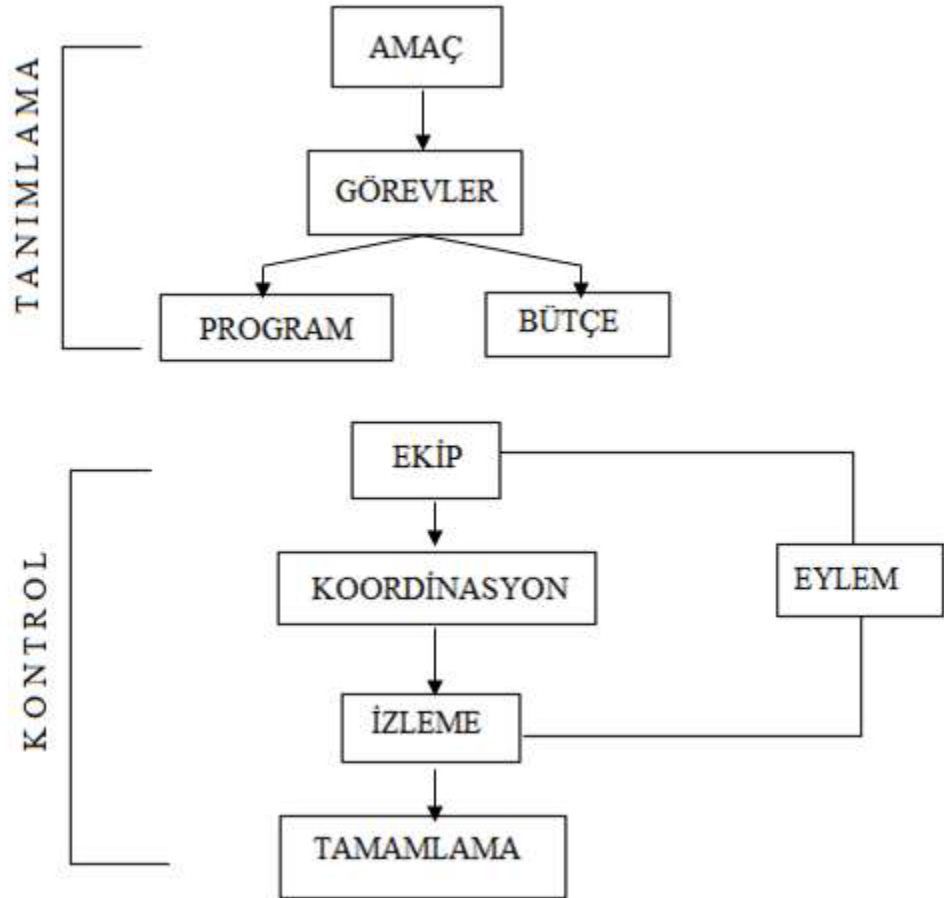 AMAÇ
TANIMLAMA
GÖREVLER
PROGRAM
BÜTÇE
EKİP
KONTROL
KOORDİNASYON
EYLEM
İZLEME
TAMAMLAMA